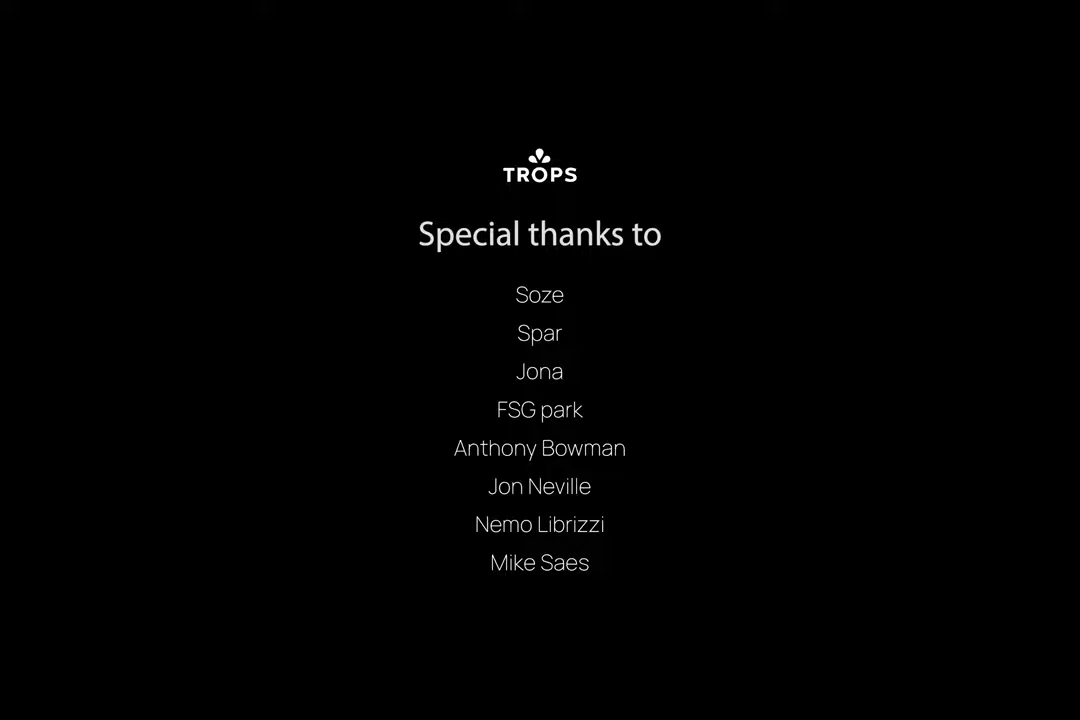 TROPS
Special thanks to
Soze
Spar
Jona
FSG park
Anthony Bowman
Jon Neville
Nemo Librizzi
Mike Saes